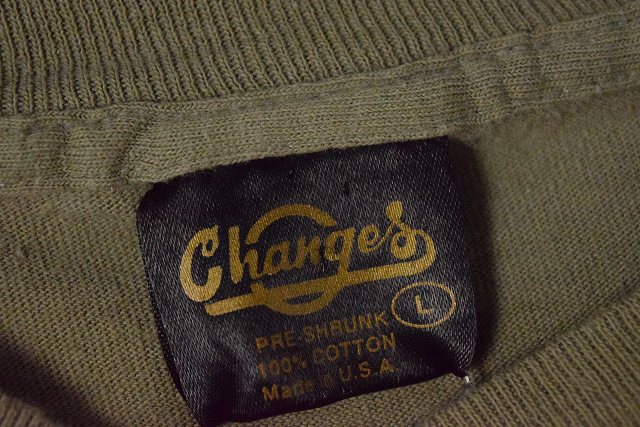 Changes
L
PRE-SHRUNK
100% COTTON
Made in U.S.A